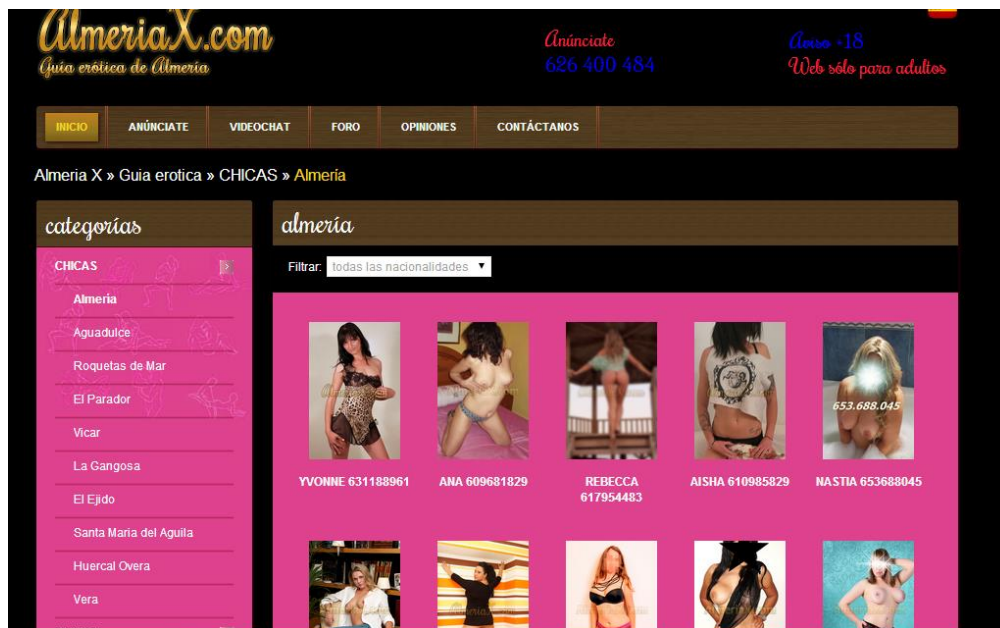 AlmeriaX.com
Guía erótica de Almería
Anúnciate
626 400 484
Aviso +18
Web sólo para adultos
INICIO ANÚNCIATE VIDEOCHAT FORO OPINIONES CONTÁCTANOS
Almeria X » Guia erotica » CHICAS » Almería
categorías
CHICAS
Almeria
Aguadulce
Roquetas de Mar
El Parador
Vicar
La Gangosa
El Ejido
Santa Maria del Aguila
Huercal Overa
Vera
almería
Filtrar: todas las nacionalidades
653.688.045
YVONNE 631188961 ANA 609681829 REBECCA 617954483 AISHA 610985829 NASTIA 653688045